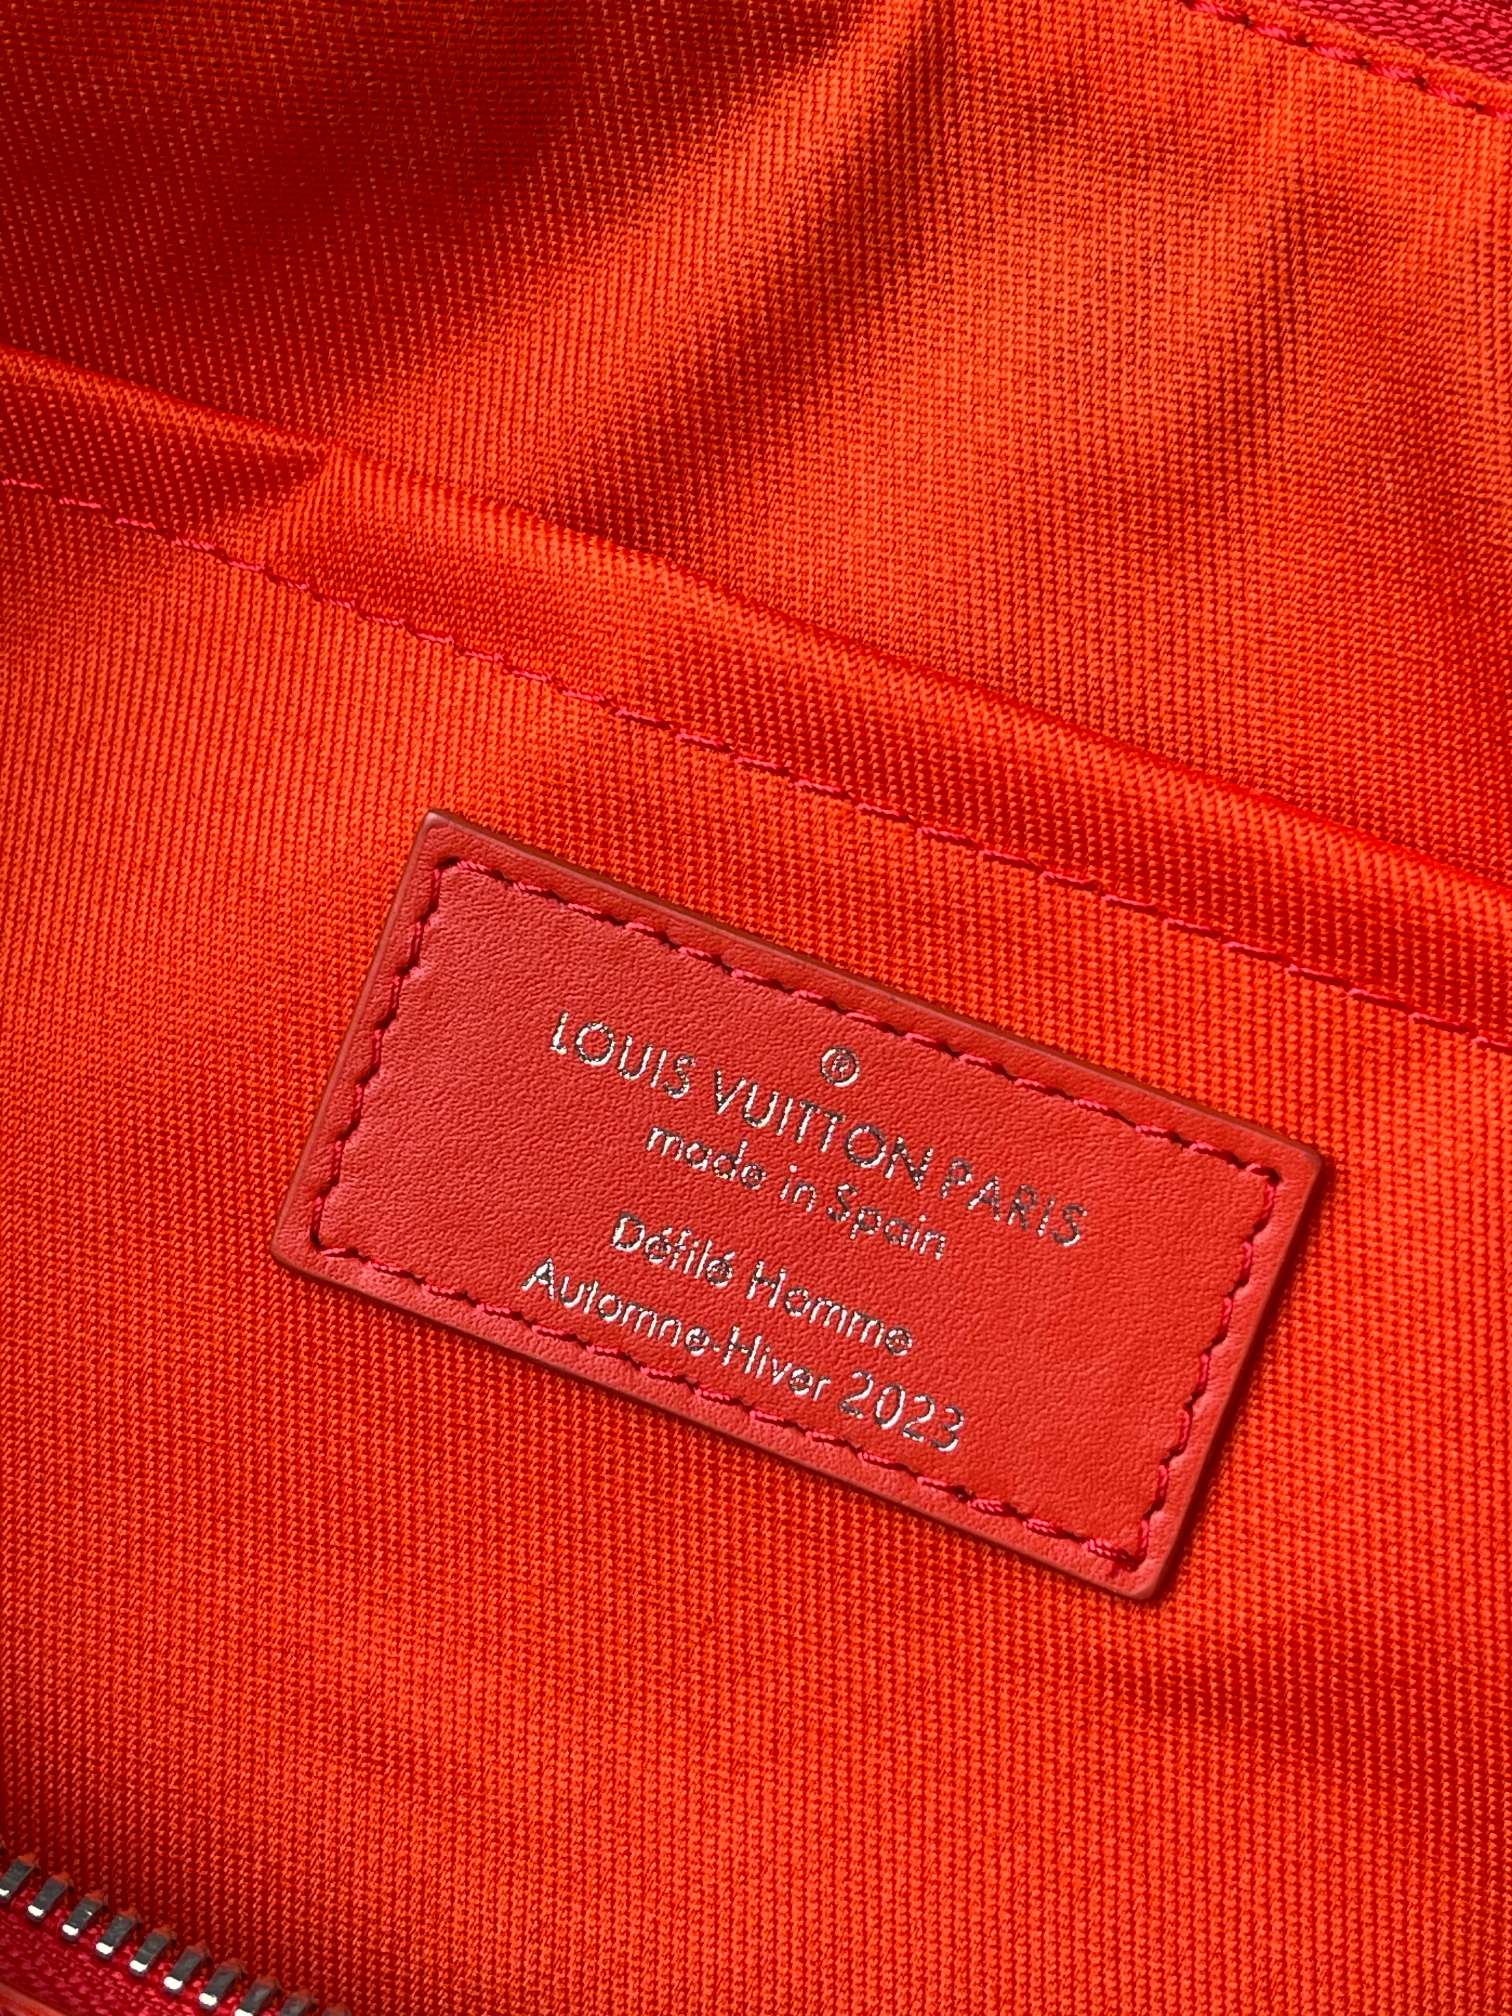 ®
LOUIS VUITTON PARIS
made in Spain
Défilé Homme
Automne-Hiver 2023